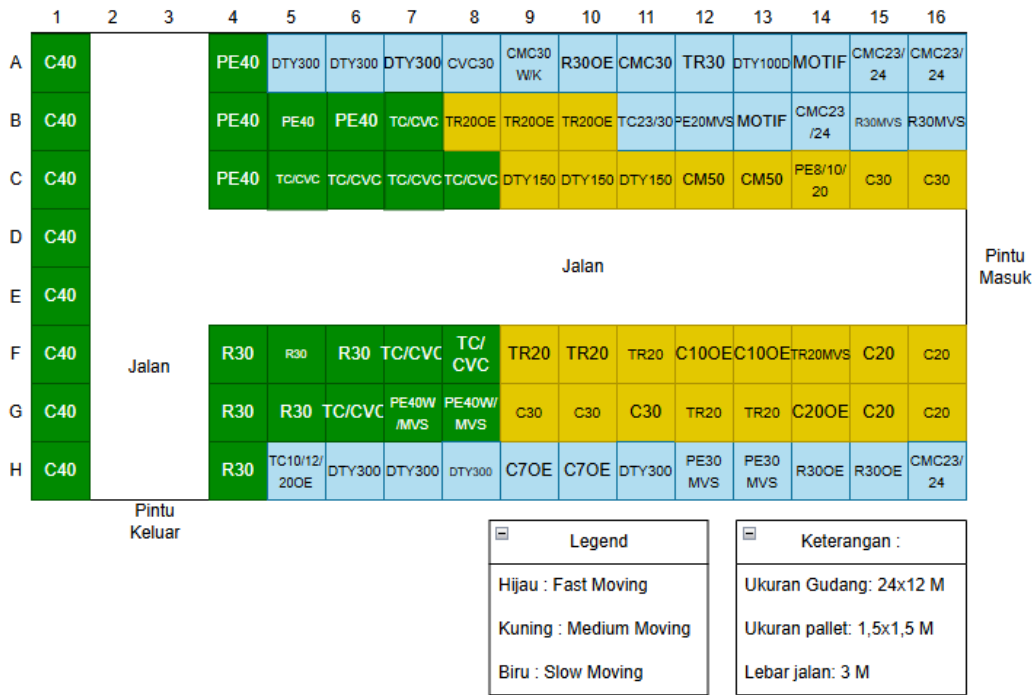 1 2 3 4 5 6 7 8 9 10 11 12 13 14 15 16
A C40 PE40 DTY300 DTY300 DTY300 CVC30 CMC30 W/K R30OE CMC30 TR30 DTY100D MOTIF CMC23/24 CMC23/24
B C40 PE40 PE40 PE40 TC/CVC TR20OE TR20OE TR20OE TC23/30 PE20MVS MOTIF CMC23/24 R30MVS R30MVS
C C40 PE40 TC/CVC TC/CVC TC/CVC TC/CVC DTY150 DTY150 DTY150 CM50 CM50 PE8/10/20 C30 C30
D C40
Jalan
Pintu
Masuk
E C40
F C40 Jalan R30 R30 R30 TC/CVC TC/CVC TR20 TR20 TR20 C10OE C10OE TR20MVS C20 C20
G C40 R30 R30 TC/CVC PE40W/MVS PE40W/MVS C30 C30 C30 TR20 TR20 C20OE C20 C20
H C40 R30 TC10/12/20OE DTY300 DTY300 DTY300 C7OE C7OE DTY300 PE30 MVS PE30 MVS R30OE R30OE CMC23/24
Pintu
Keluar
Legend
Hijau : Fast Moving
Kuning : Medium Moving
Biru : Slow Moving
Keterangan :
Ukuran Gudang: 24x12 M
Ukuran pallet: 1,5x1,5 M
Lebar jalan: 3 M